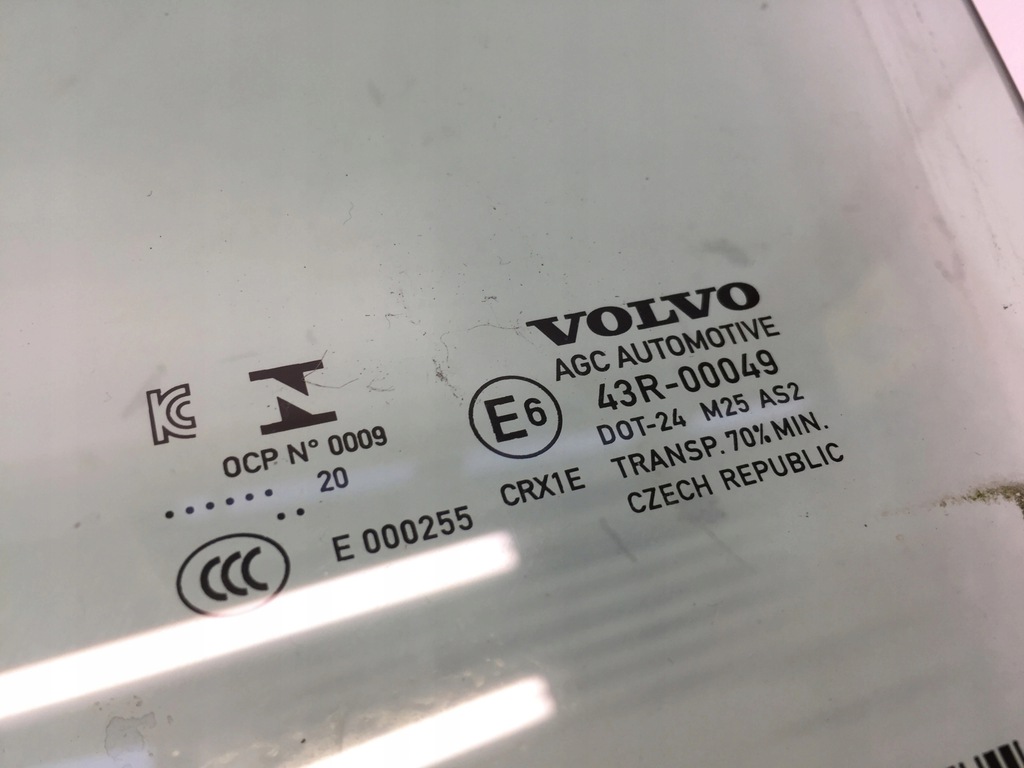 VOLVO
AGC AUTOMOTIVE
43R-00049
E6
DOT-24 M25 AS2
TRANSP. 70% MIN.
CRX1E
CZECH REPUBLIC
KC
N
OCP N° 0009
...... 20
..
E 000255
CCC